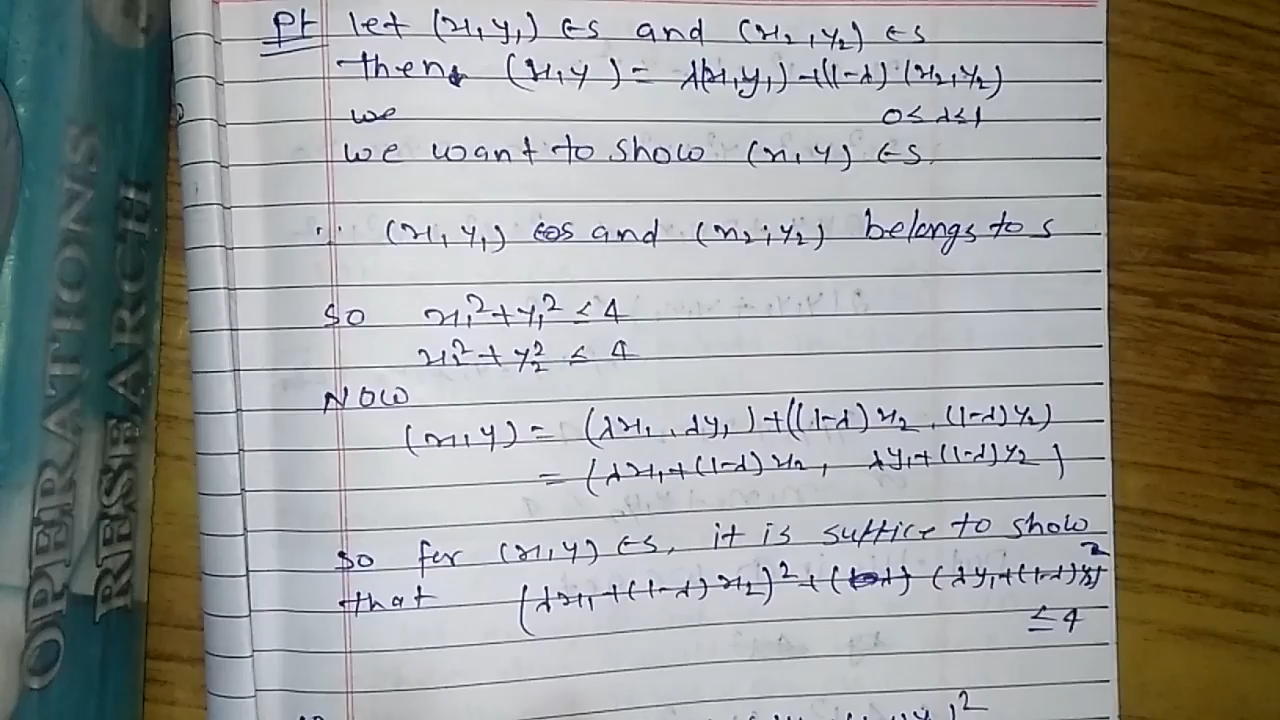 OPERATIONS
RESEARCH
Pf let (x1, y1) ∈ s and (x2, y2) ∈ s
then (x, y) = λ(x1, y1) + (1-λ) (x2, y2)
we 0≤ λ≤1
we want to show (x, y) ∈ s.
∵ (x1, y1) and (x2, y2) belongs to s
so x1² + y1² ≤ 4
x2² + y2² ≤ 4
Now
(x, y) = (λx1, λy1) + ((1-λ)x2, (1-λ)y2)
= (λx1+(1-λ)x2, λy1+(1-λ)y2)
so for (x, y) ∈ s, it is suffice to show
that (λx1+(1-λ)x2)² + (λy1+(1-λ)y2)²
≤ 4